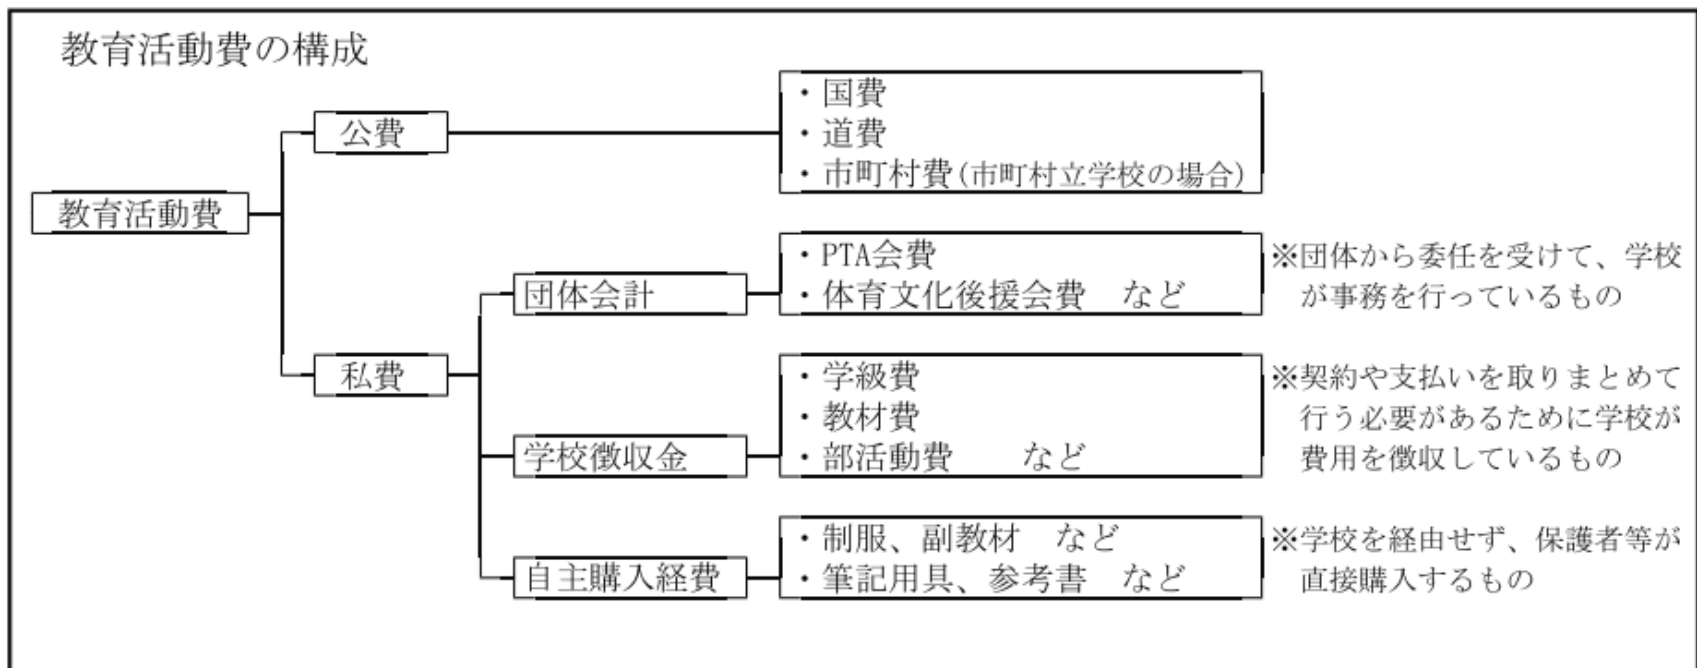 教育活動費の構成
教育活動費
公費
・国費
・道費
・市町村費(市町村立学校の場合)
私費
団体会計
・PTA会費
・体育文化後援会費　など
※団体から委任を受けて、学校
が事務を行っているもの
学校徴収金
・学級費
・教材費
・部活動費　　など
※契約や支払いを取りまとめて
行う必要があるために学校が
費用を徴収しているもの
自主購入経費
・制服、副教材　など
・筆記用具、参考書　など
※学校を経由せず、保護者等が
直接購入するもの